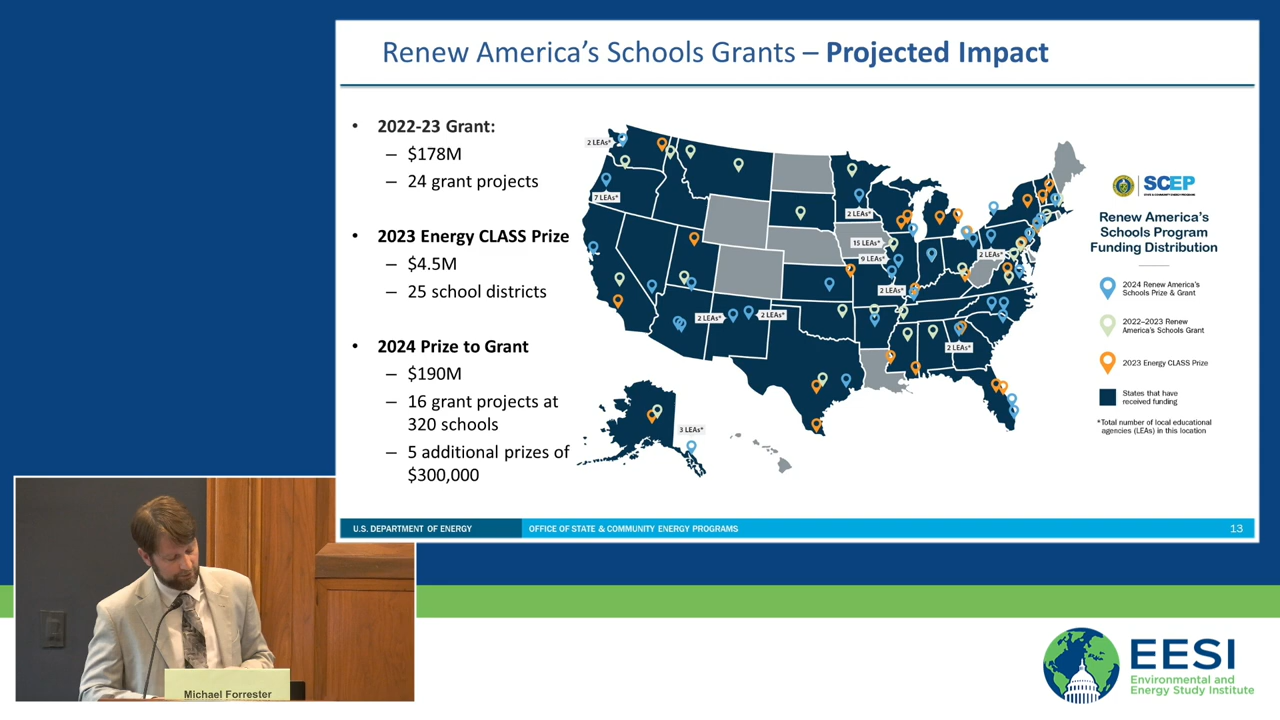 Renew America’s Schools Grants – Projected Impact
• 2022-23 Grant:
– $178M
– 24 grant projects
• 2023 Energy CLASS Prize
– $4.5M
– 25 school districts
• 2024 Prize to Grant
– $190M
– 16 grant projects at
320 schools
– 5 additional prizes of
$300,000
2 LEAs*
7 LEAs*
2 LEAs*
15 LEAs*
9 LEAs*
2 LEAs*
2 LEAs*
2 LEAs*
2 LEAs*
2 LEAs*
3 LEAs*
SCEP
STATE & COMMUNITY ENERGY PROGRAMS
Renew America’s
Schools Program
Funding Distribution
2024 Renew America’s
Schools Prize & Grant
2022–2023 Renew
America’s Schools Grant
2023 Energy CLASS Prize
States that have
received funding
*Total number of local educational
agencies (LEAs) in this location
U.S. DEPARTMENT OF ENERGY
OFFICE OF STATE & COMMUNITY ENERGY PROGRAMS
13
Michael Forrester
EESI
Environmental and
Energy Study Institute